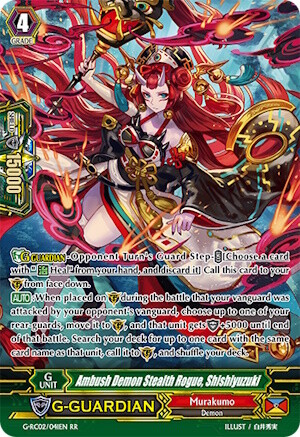 4
GRADE
15000
G GUARDIAN -Opponent Turn's Guard Step- [Choose a card
with " Heal" from your hand, and discard it] Call this card to your
G from face down.
AUTO :When placed on G during the battle that your vanguard was
attacked by your opponent's vanguard, choose up to one of your
rear-guards, move it to G, and that unit gets +5000 until end
of that battle. Search your deck for up to one card with the same
card name as that unit, call it to G, and shuffle your deck.
G
UNIT
Ambush Demon Stealth Rogue, Shishiyuzuki
G-GUARDIAN
Murakumo
Demon
G-RC02/041EN RR
ILLUST / 白井秀実